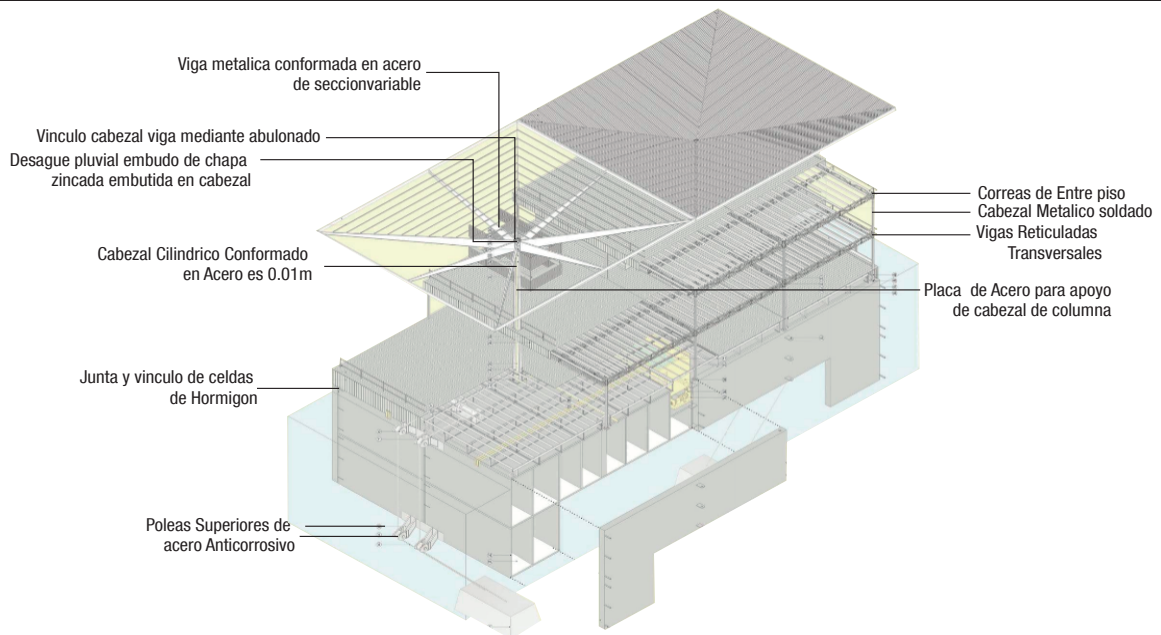 Viga metalica conformada en acero
de seccionvariable
Vinculo cabezal viga mediante abulonado
Desague pluvial embudo de chapa
zincada embutida en cabezal
Cabezal Cilindrico Conformado
en Acero es 0.01m
Junta y vinculo de celdas
de Hormigon
Poleas Superiores de
acero Anticorrosivo
Correas de Entre piso
Cabezal Metalico soldado
Vigas Reticuladas
Transversales
Placa de Acero para apoyo
de cabezal de columna